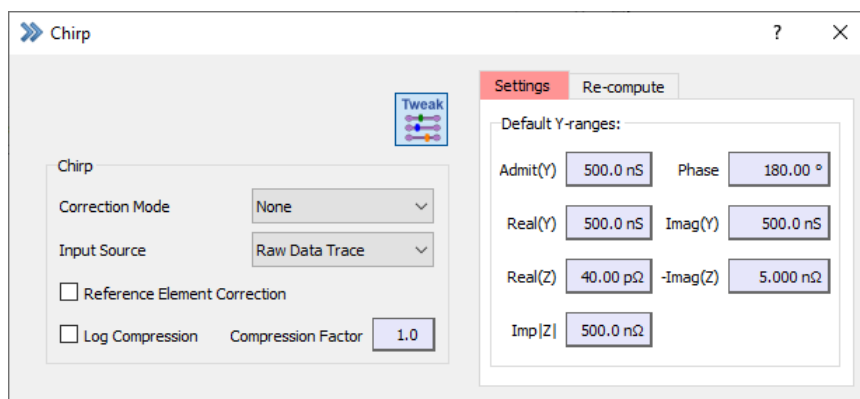 Chirp
?
Settings
Re-compute
Tweak
Default Y-ranges:
Chirp
Admit(Y) 500.0 nS Phase 180.00 °
Correction Mode None
Real(Y) 500.0 nS Imag(Y) 500.0 nS
Input Source Raw Data Trace
Real(Z) 40.00 pΩ -Imag(Z) 5.000 nΩ
Reference Element Correction
Log Compression Compression Factor 1.0
Imp|Z| 500.0 nΩ